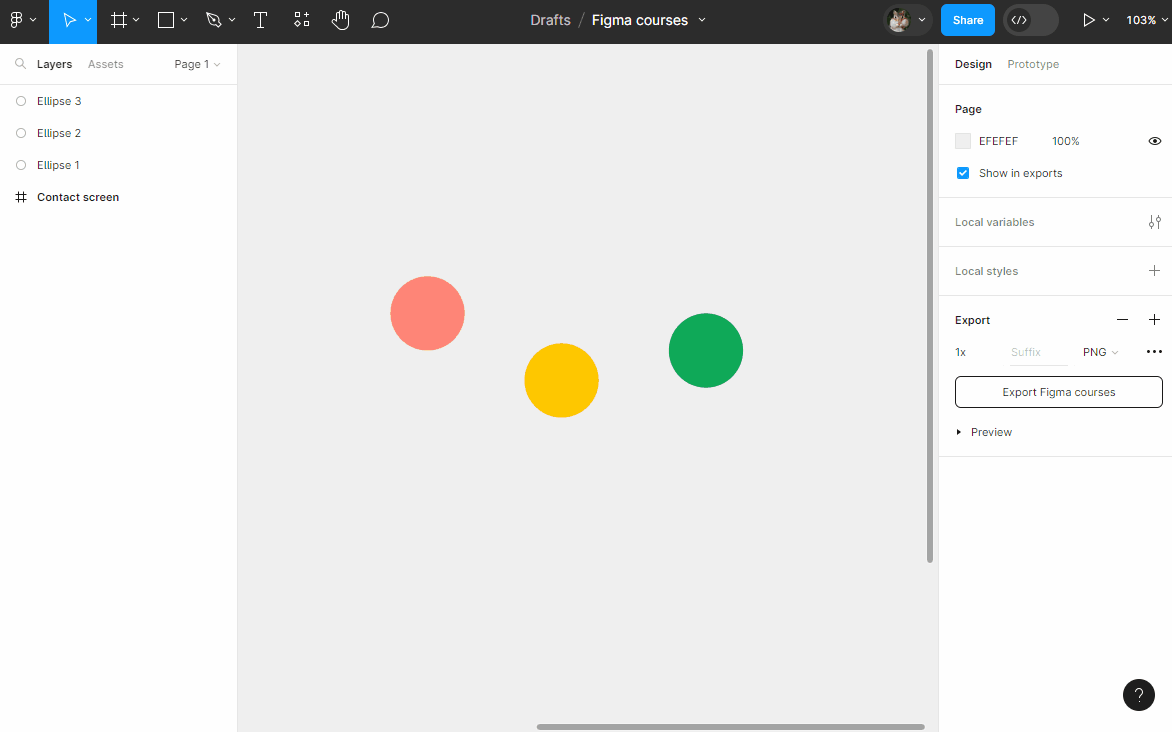 Drafts / Figma courses
Share
103%
Layers
Assets
Page 1
Ellipse 3
Ellipse 2
Ellipse 1
Contact screen
Design
Prototype
Page
EFEFEF 100%
Show in exports
Local variables
Local styles
Export
1x Suffix PNG
Export Figma courses
Preview
?